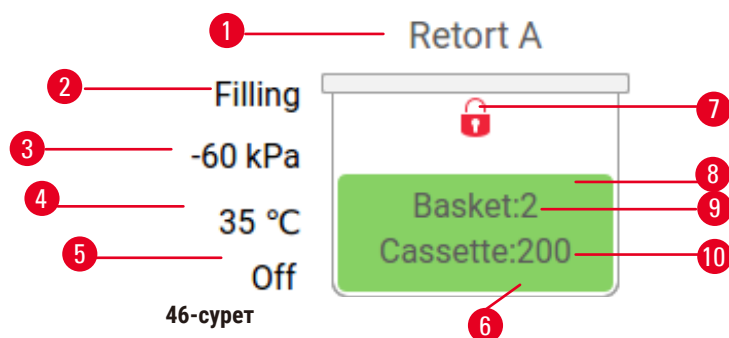 1 Retort A
2 Filling
7
3 -60 kPa
8
4 35 °C
Basket:2 9
5 Off
Cassette:200 10
46-сурет
6